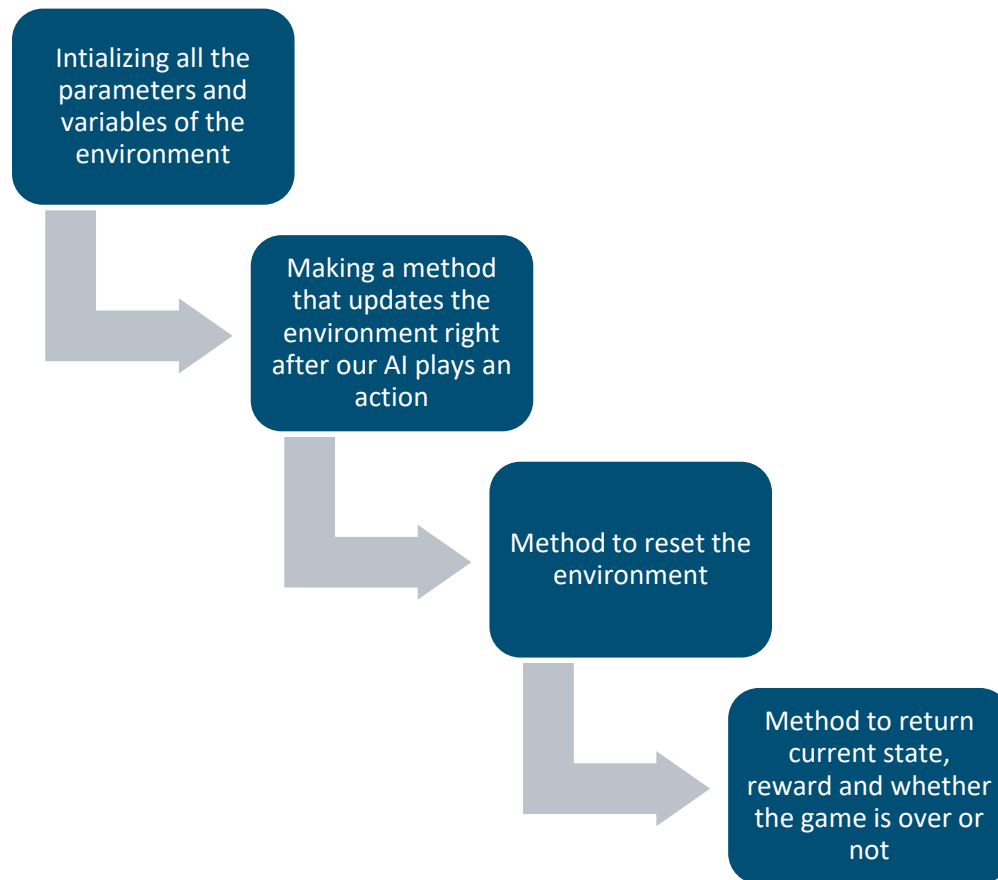 Intializing all the
parameters and
variables of the
environment
Making a method
that updates the
environment right
after our AI plays an
action
Method to reset the
environment
Method to return
current state,
reward and whether
the game is over or
not